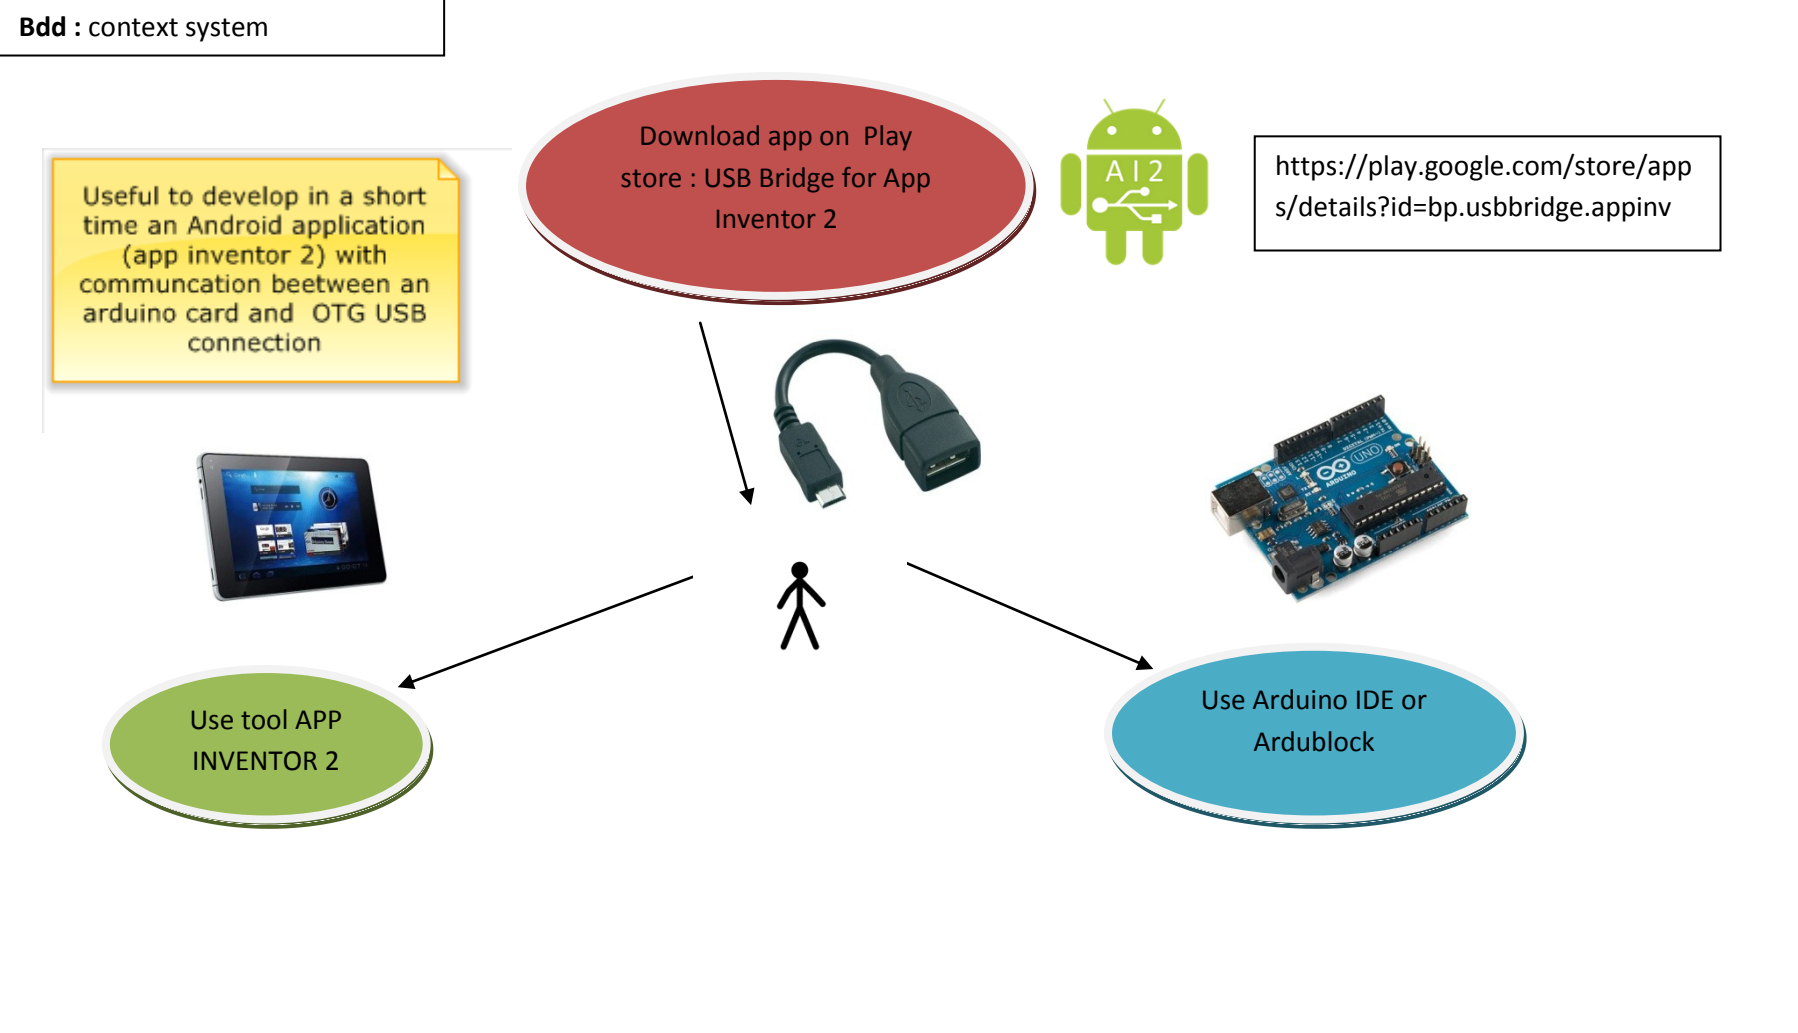 Bdd : context system
Download app on  Play
store : USB Bridge for App
Inventor 2
A I 2
https://play.google.com/store/app
s/details?id=bp.usbbridge.appinv
Useful to develop in a short
time an Android application
(app inventor 2) with
communcation beetween an
arduino card and  OTG USB
connection
UNO
ARDUINO
Use tool APP
INVENTOR 2
Use Arduino IDE or
Ardublock